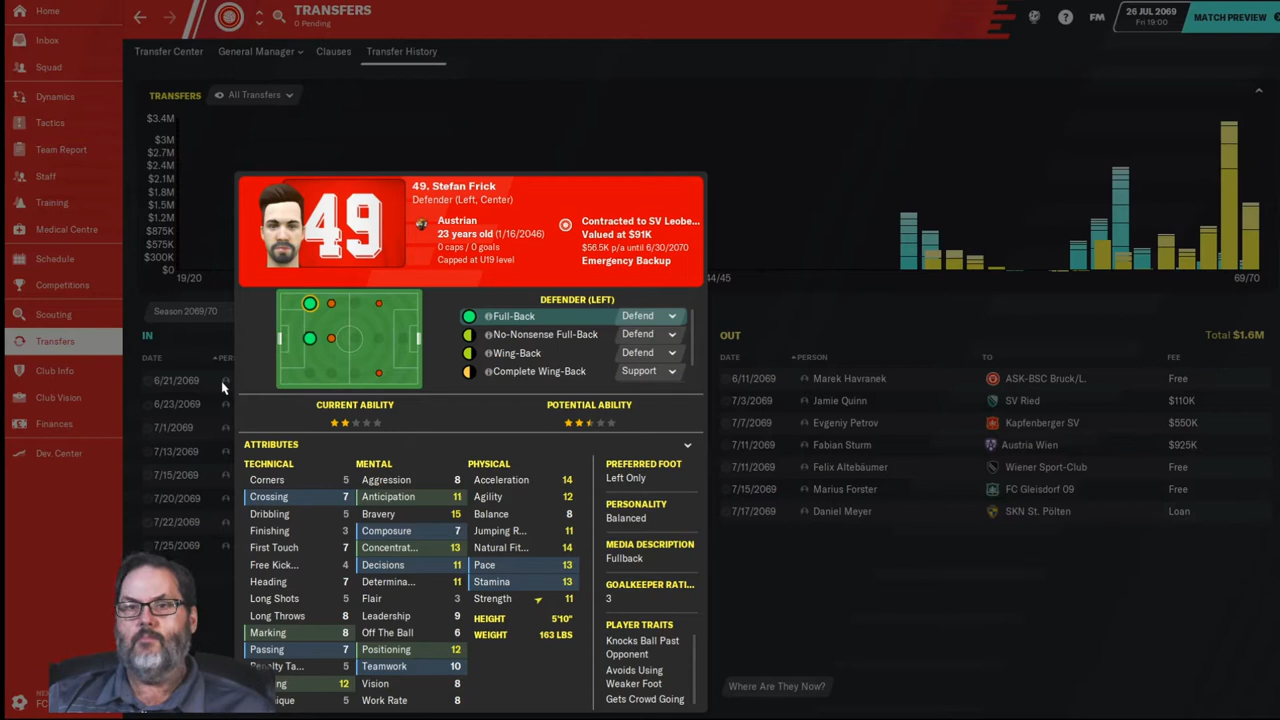 Home
Inbox
Squad
Dynamics
Tactics
Team Report
Staff
Training
Medical Centre
Schedule
Competitions
Scouting
Transfers
Club Info
Club Vision
Finances
Dev. Center
TRANSFERS
0 Pending
FM
26 JUL 2069
Fri 19:00
MATCH PREVIEW
Transfer Center
General Manager
Clauses
Transfer History
TRANSFERS
All Transfers
$3.4M
$3M
$2.7M
$2.4M
$2.1M
$1.8M
$1.2M
$875K
$575K
$300K
$0
19/20
44/45
69/70
Season 2069/70
IN
DATE
6/21/2069
6/23/2069
7/1/2069
7/13/2069
7/15/2069
7/20/2069
7/22/2069
7/25/2069
49
49. Stefan Frick
Defender (Left, Center)
Austrian
23 years old (1/16/2046)
0 caps / 0 goals
Capped at U19 level
Contracted to SV Leobe...
Valued at $91K
$56.5K p/a until 6/30/2070
Emergency Backup
DEFENDER (LEFT)
Full-Back Defend
No-Nonsense Full-Back Defend
Wing-Back Defend
Complete Wing-Back Support
CURRENT ABILITY
POTENTIAL ABILITY
ATTRIBUTES
TECHNICAL
Corners 5
Crossing 7
Dribbling 5
Finishing 3
First Touch 7
Free Kick... 4
Heading 7
Long Shots 5
Long Throws 8
Marking 8
Passing 7
Penalty Ta... 5
12
5
MENTAL
Aggression 8
Anticipation 11
Bravery 15
Composure 7
Concentrat... 13
Decisions 11
Determina... 11
Flair 3
Leadership 9
Off The Ball 6
Positioning 12
Teamwork 10
Vision 8
Work Rate 8
PHYSICAL
Acceleration 14
Agility 12
Balance 8
Jumping R... 11
Natural Fit... 14
Pace 13
Stamina 13
Strength 11
HEIGHT 5'10"
WEIGHT 163 LBS
PREFERRED FOOT
Left Only
PERSONALITY
Balanced
MEDIA DESCRIPTION
Fullback
GOALKEEPER RATI...
3
PLAYER TRAITS
Knocks Ball Past
Opponent
Avoids Using
Weaker Foot
Gets Crowd Going
OUT
Total $1.6M
DATE PERSON TO FEE
6/11/2069 Marek Havranek ASK-BSC Bruck/L. Free
7/3/2069 Jamie Quinn SV Ried $110K
7/7/2069 Evgeniy Petrov Kapfenberger SV $550K
7/11/2069 Fabian Sturm Austria Wien $925K
7/11/2069 Felix Altebäumer Wiener Sport-Club Free
7/15/2069 Marius Forster FC Gleisdorf 09 Free
7/17/2069 Daniel Meyer SKN St. Pölten Loan
Where Are They Now?